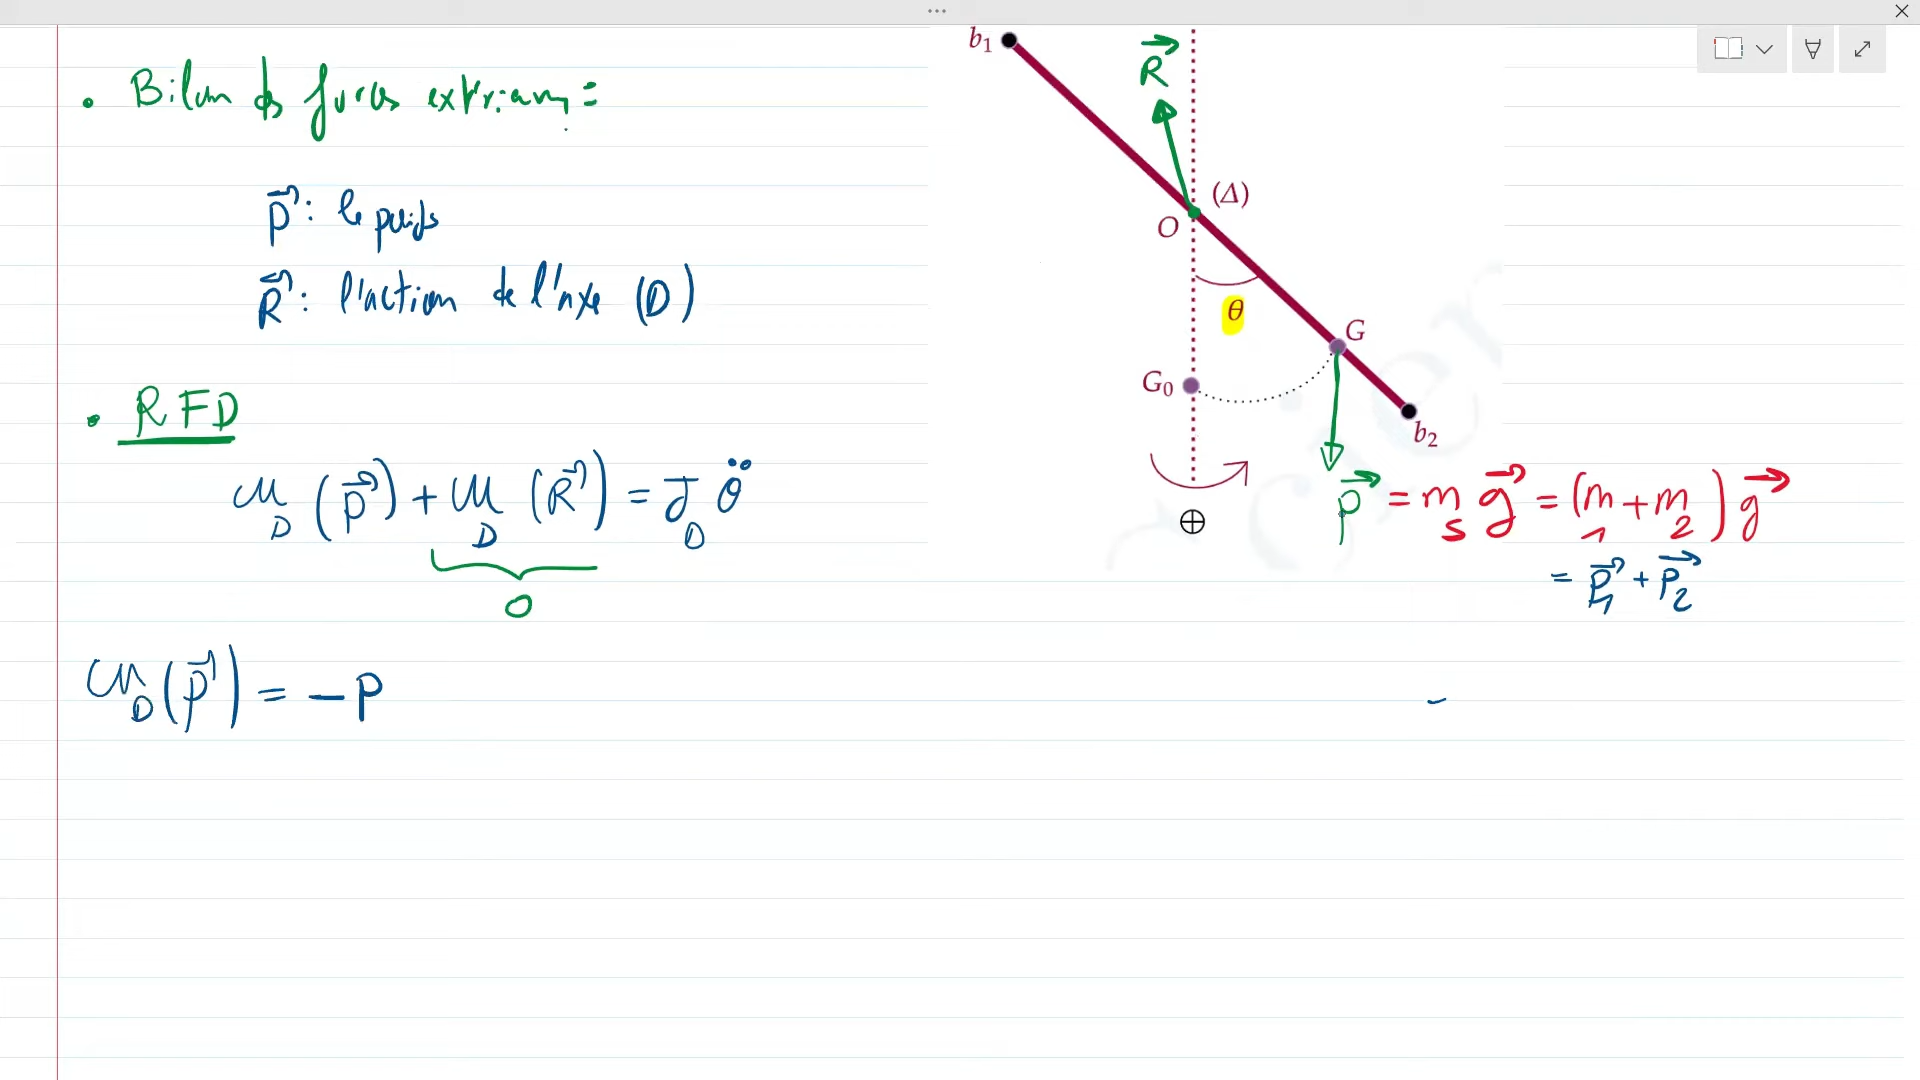 • Bilan des forces extérieures :
P⃗ : le poids
R⃗ : l'action de l'axe (Δ)
• RFD
M_Δ (P⃗) + M_Δ (R⃗) = J_Δ θ̈
0
M_Δ (P⃗) = - P
b₁
R⃗
(Δ)
O
θ
G
G₀
b₂
⊕
P⃗ = m_s g⃗ = (m₁ + m₂) g⃗
= P⃗₁ + P⃗₂
-